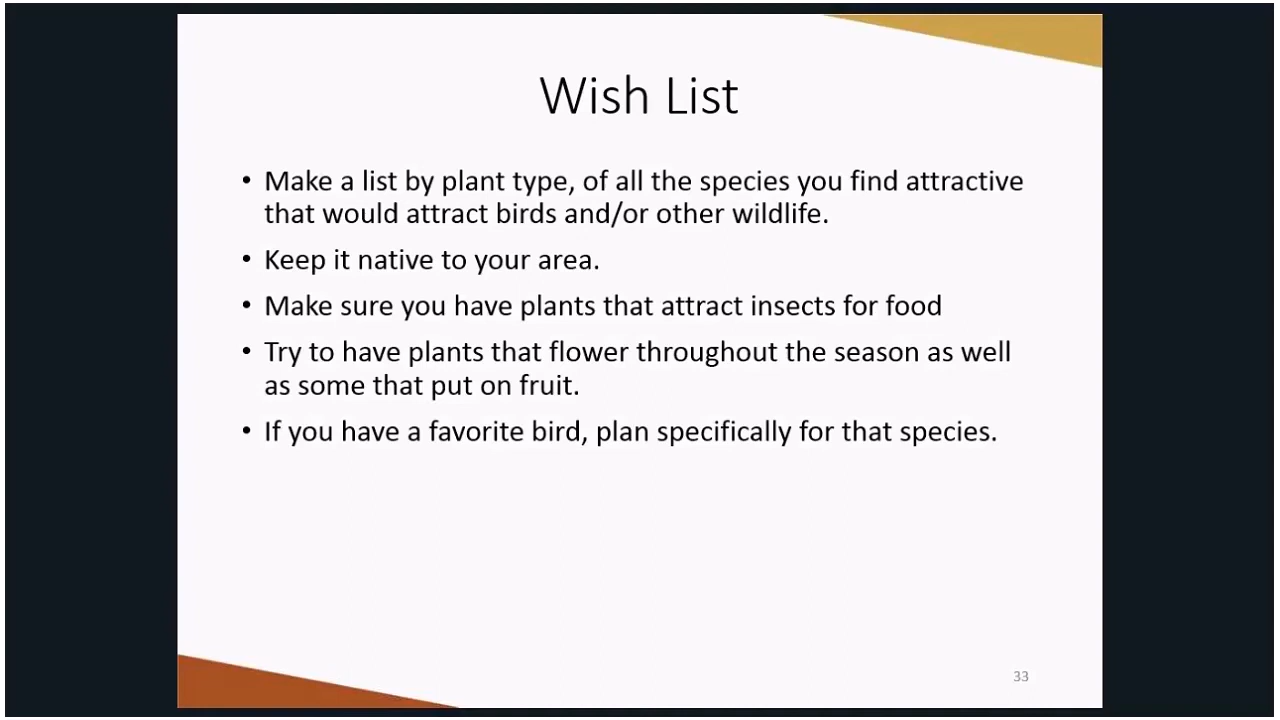 Wish List
• Make a list by plant type, of all the species you find attractive
that would attract birds and/or other wildlife.
• Keep it native to your area.
• Make sure you have plants that attract insects for food
• Try to have plants that flower throughout the season as well
as some that put on fruit.
• If you have a favorite bird, plan specifically for that species.
33